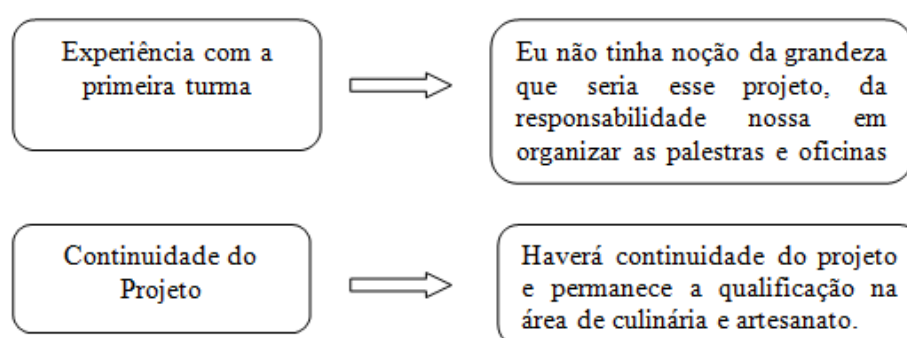 Experiência com a
primeira turma
Eu não tinha noção da grandeza
que seria esse projeto, da
responsabilidade nossa em
organizar as palestras e oficinas
Continuidade do
Projeto
Haverá continuidade do projeto
e permanece a qualificação na
área de culinária e artesanato.